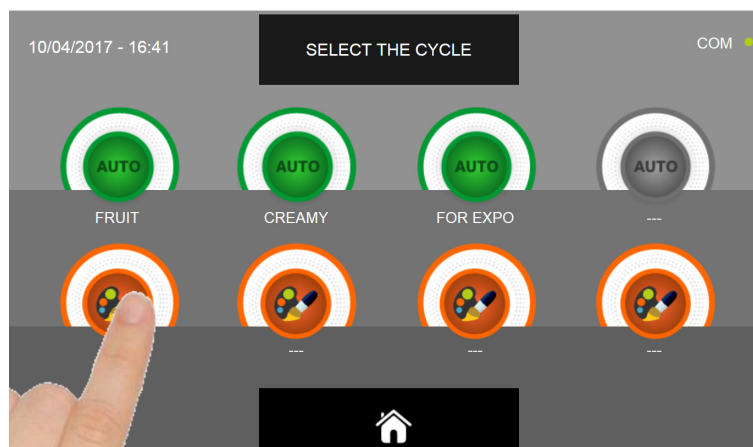 10/04/2017 - 16:41
SELECT THE CYCLE
COM
AUTO AUTO AUTO AUTO
FRUIT CREAMY FOR EXPO ---
--- --- ---